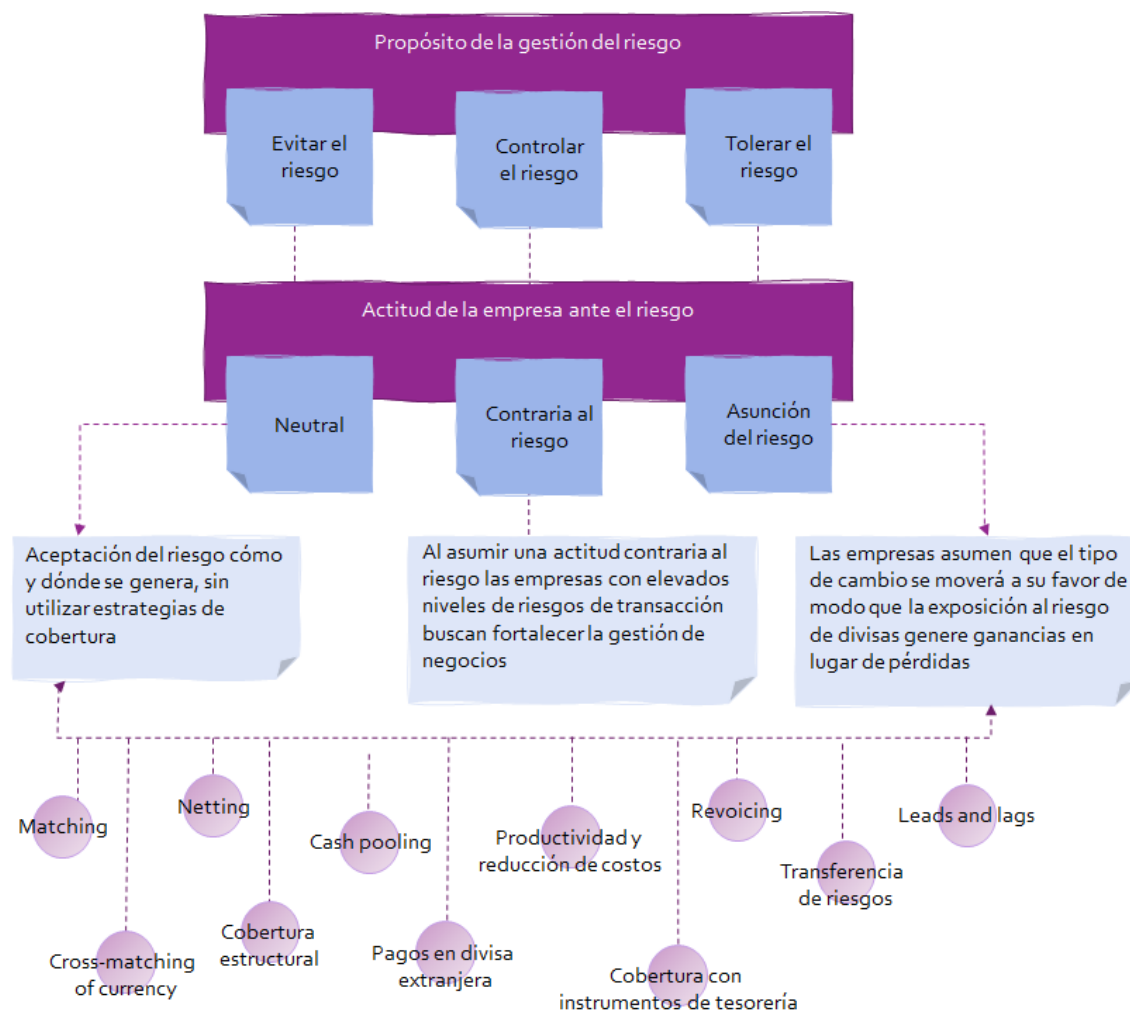 Propósito de la gestión del riesgo
Evitar el
riesgo
Controlar
el riesgo
Tolerar el
riesgo
Actitud de la empresa ante el riesgo
Neutral
Contraria al
riesgo
Asunción
del riesgo
Aceptación del riesgo cómo
y dónde se genera, sin
utilizar estrategias de
cobertura
Al asumir una actitud contraria al
riesgo las empresas con elevados
niveles de riesgos de transacción
buscan fortalecer la gestión de
negocios
Las empresas asumen que el tipo
de cambio se moverá a su favor de
modo que la exposición al riesgo
de divisas genere ganancias en
lugar de pérdidas
Matching
Netting
Cash pooling
Productividad y
reducción de costos
Revoicing
Leads and lags
Transferencia
de riesgos
Cross-matching
of currency
Cobertura
estructural
Pagos en divisa
extranjera
Cobertura con
instrumentos de tesorería